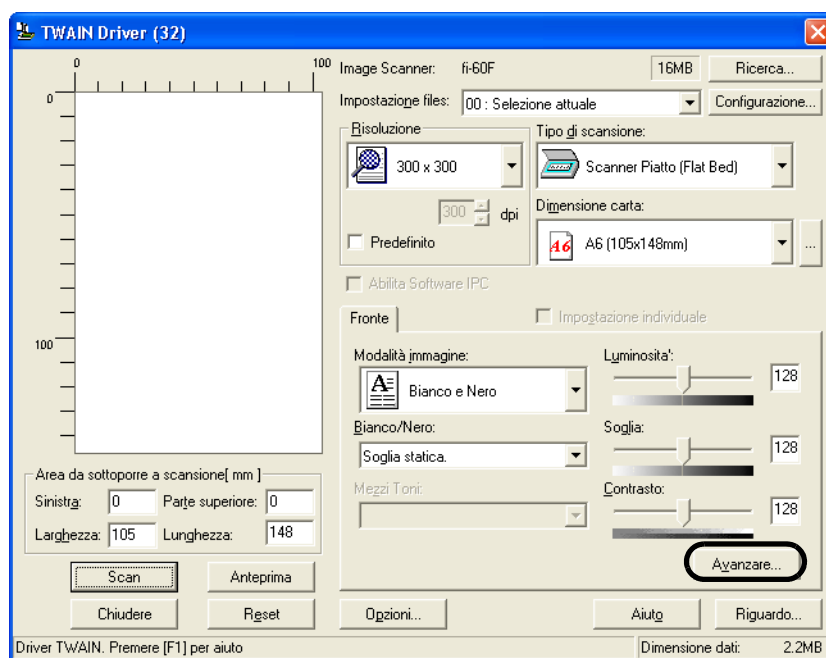 TWAIN Driver (32)
0 100
0
100
Image Scanner: fi-60F 16MB Ricerca...
Impostazione files: 00 : Selezione attuale Configurazione...
Risoluzione
300 x 300
300 dpi
Predefinito
Tipo di scansione:
Scanner Piatto (Flat Bed)
Dimensione carta:
A6 A6 (105x148mm) ...
Abilita Software IPC
Fronte
Impostazione individuale
Modalità immagine:
A Bianco e Nero
Bianco/Nero:
Soglia statica.
Mezzi Toni:
Luminosita':
128
Soglia:
128
Contrasto:
128
Avanzare...
Area da sottoporre a scansione[ mm ]
Sinistra: 0 Parte superiore: 0
Larghezza: 105 Lunghezza: 148
Scan Anteprima
Chiudere Reset Opzioni... Aiuto Riguardo...
Driver TWAIN. Premere [F1] per aiuto Dimensione dati: 2.2MB